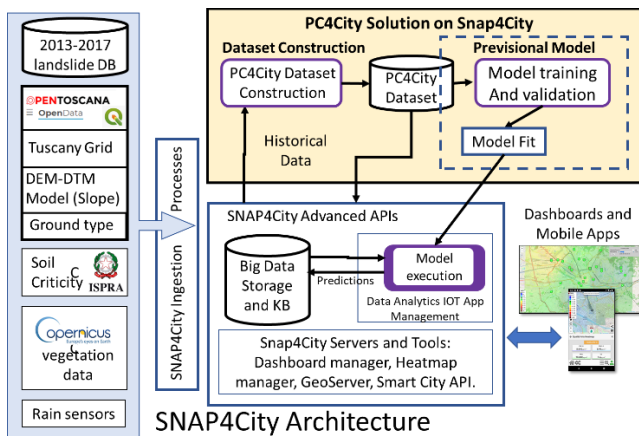 2013-2017
landslide DB
OPENTOSCANA
OpenData
Tuscany Grid
DEM-DTM
Model (Slope)
Ground type
Soil
Criticity
ISPRA
opernicus
vegetation
data
Rain sensors
SNAP4City Ingestion Processes
PC4City Solution on Snap4City
Dataset Construction
PC4City Dataset
Construction
PC4City
Dataset
Previsional Model
Model training
And validation
Model Fit
Historical
Data
SNAP4City Advanced APIs
Big Data
Storage
and KB
Predictions
Model
execution
Data Analytics IOT App
Management
Snap4City Servers and Tools:
Dashboard manager, Heatmap
manager, GeoServer, Smart City API.
Dashboards and
Mobile Apps
SNAP4City Architecture